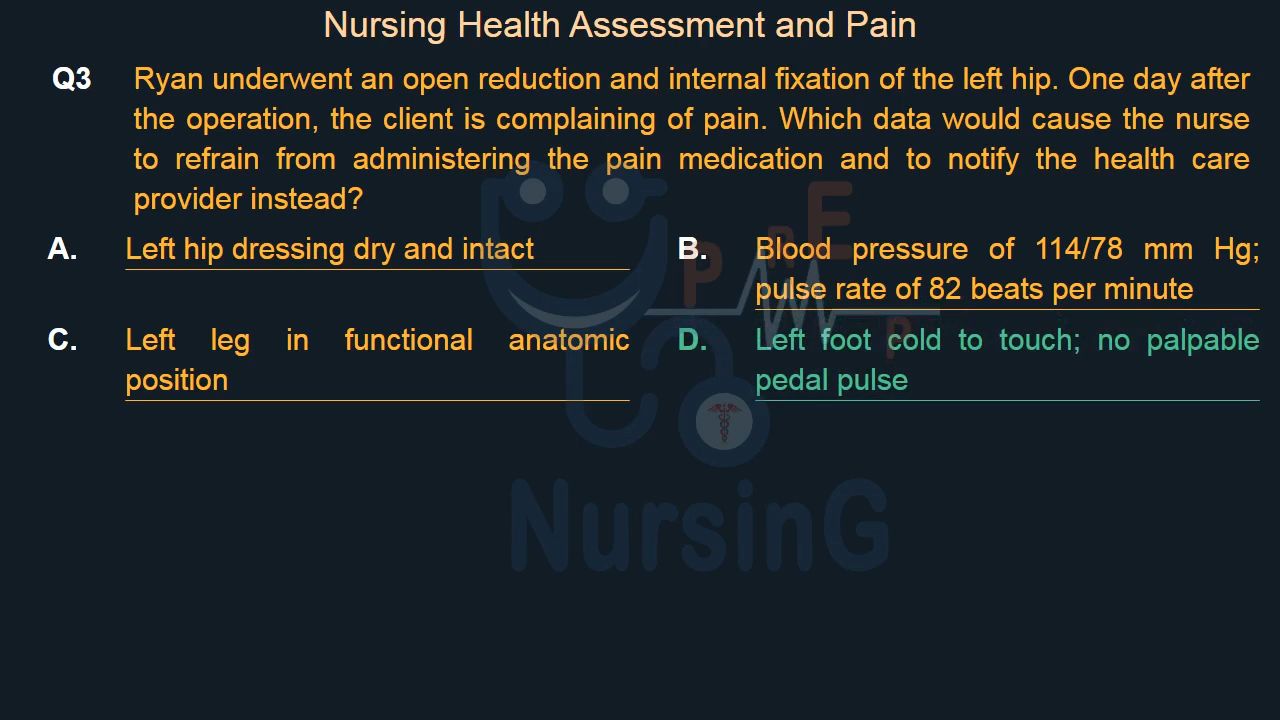 Nursing Health Assessment and Pain
Q3 Ryan underwent an open reduction and internal fixation of the left hip. One day after
the operation, the client is complaining of pain. Which data would cause the nurse
to refrain from administering the pain medication and to notify the health care
provider instead?
A. Left hip dressing dry and intact
B. Blood pressure of 114/78 mm Hg;
pulse rate of 82 beats per minute
C. Left leg in functional anatomic
position
D. Left foot cold to touch; no palpable
pedal pulse
PREP
NursinG